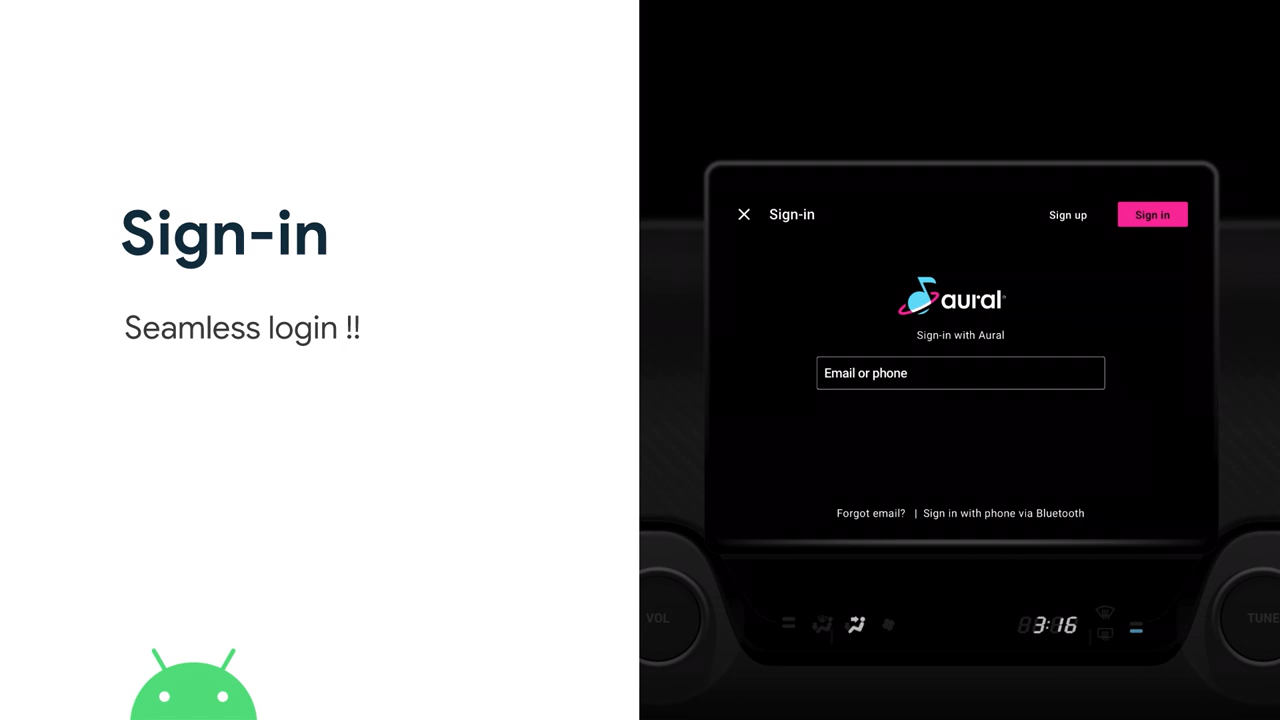 Sign-in
Seamless login !!
Sign-in
Sign up
Sign in
aural
Sign-in with Aural
Email or phone
Forgot email? | Sign in with phone via Bluetooth
VOL
3:16
TUNE